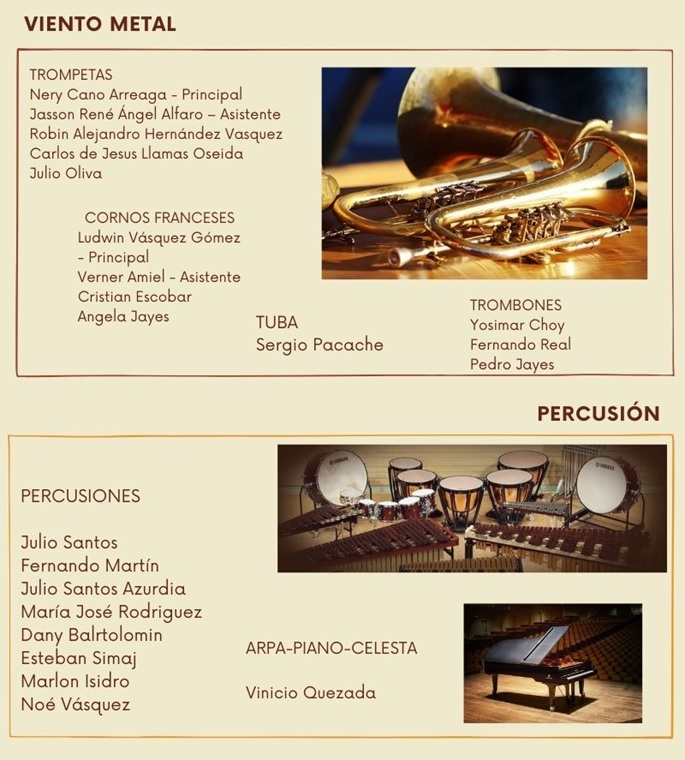 VIENTO METAL
TROMPETAS
Nery Cano Arreaga - Principal
Jasson René Ángel Alfaro – Asistente
Robin Alejandro Hernández Vasquez
Carlos de Jesus Llamas Oseida
Julio Oliva
CORNOS FRANCESES
Ludwin Vásquez Gómez
- Principal
Verner Amiel - Asistente
Cristian Escobar
Angela Jayes
TUBA
Sergio Pacache
TROMBONES
Yosimar Choy
Fernando Real
Pedro Jayes
PERCUSIÓN
YAMAHA
YAMAHA
PERCUSIONES
Julio Santos
Fernando Martín
Julio Santos Azurdia
María José Rodriguez
Dany Balrtolomin
Esteban Simaj
Marlon Isidro
Noé Vásquez
ARPA-PIANO-CELESTA
Vinicio Quezada